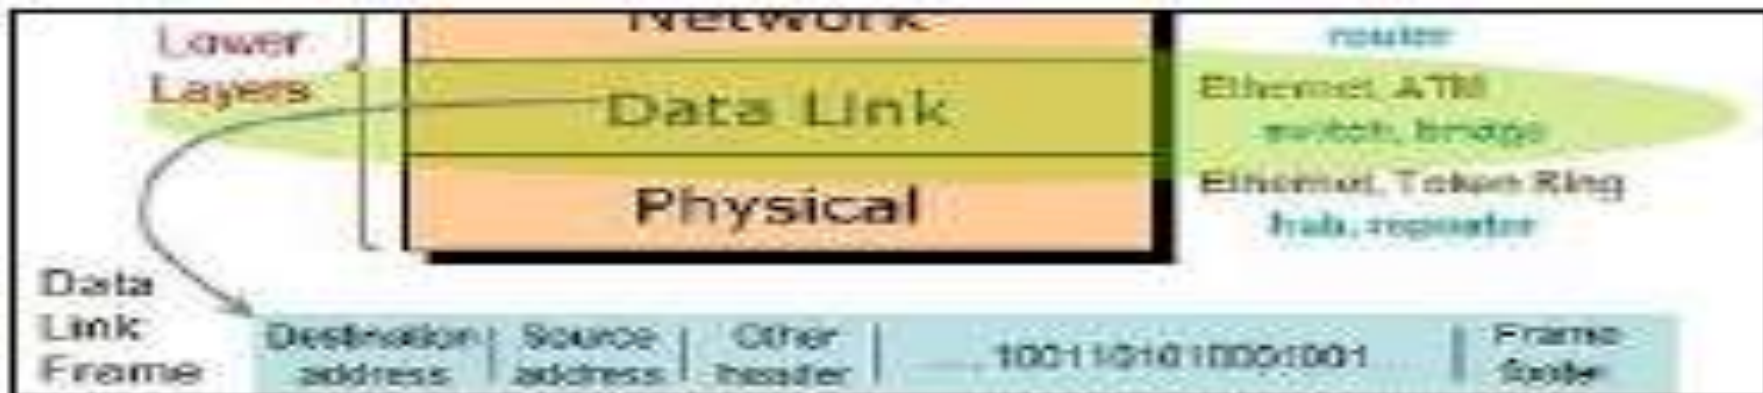 Lower
Layers
Network
router
Data Link
Ethernet, ATM
switch, bridge
Physical
Ethernet, Token Ring
hub, repeater
Data
Link
Frame
Destination
address
Source
address
Other
header
Frame
footer